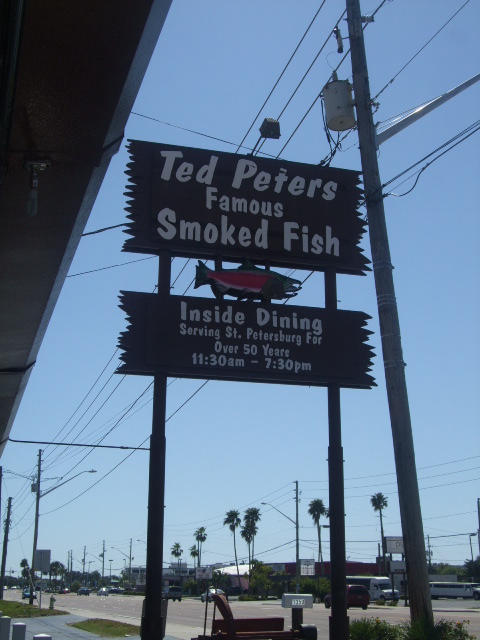 Ted Peters
Famous
Smoked Fish
Inside Dining
Serving St. Petersburg For
Over 50 Years
11:30am - 7:30pm